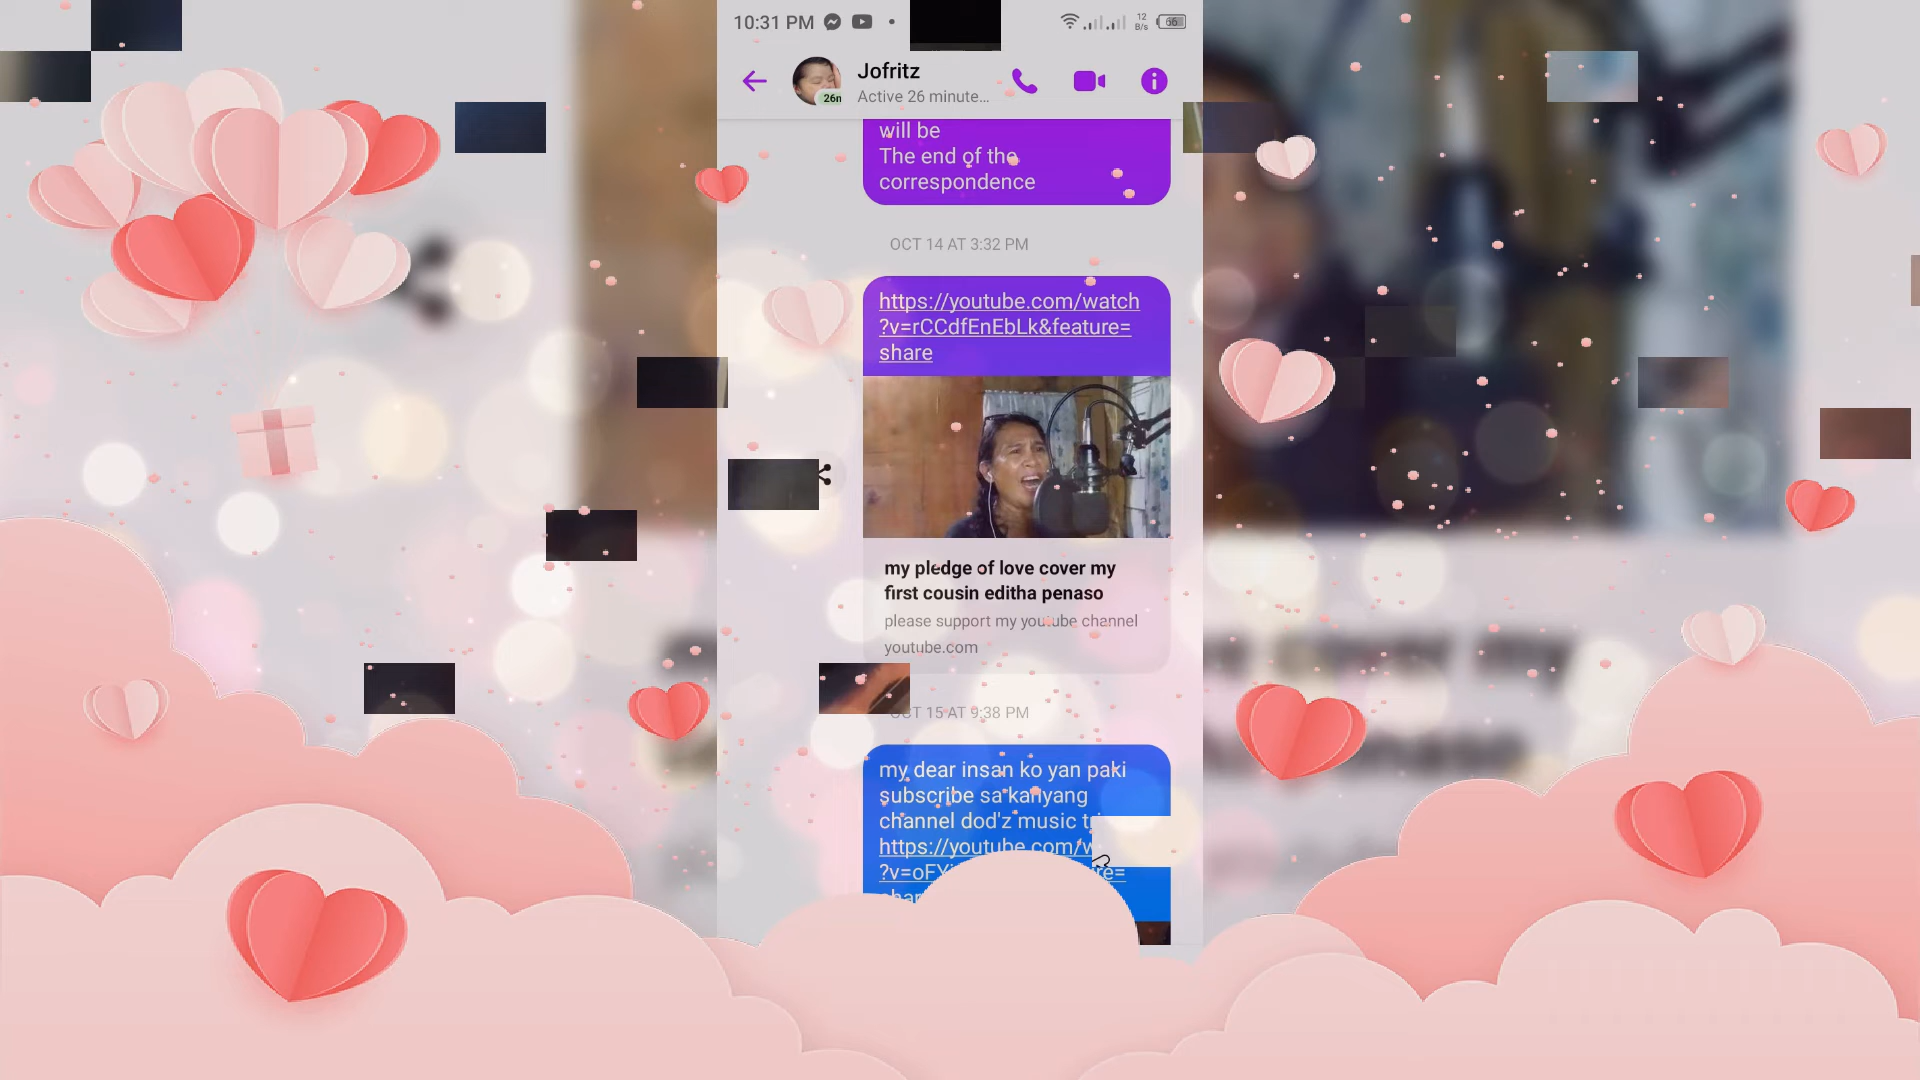 10:31 PM
12
B/s
66
Jofritz
26m
Active 26 minute...
will be
The end of the
correspondence
OCT 14 AT 3:32 PM
https://youtube.com/watch
?v=rCCdfEnEbLk&feature=
share
my pledge of love cover my
first cousin editha penaso
please support my youtube channel
youtube.com
OCT 15 AT 9:38 PM
my dear insan ko yan paki
subscribe sa kanyang
channel dod'z music
https://youtube.com/w